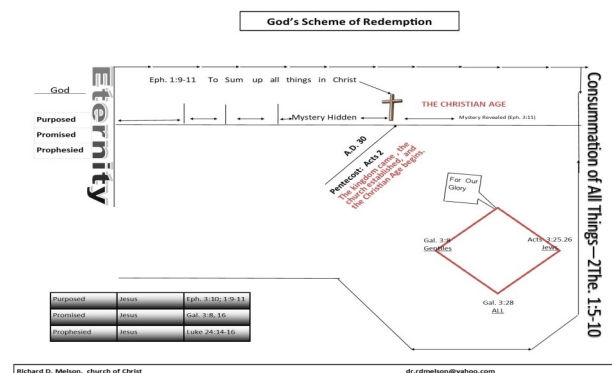 God's Scheme of Redemption
Eph. 1:9-11 To Sum up all things in Christ
God
Eternity
Purposed
Promised
Prophesied
THE CHRISTIAN AGE
Mystery Hidden
Mystery Revealed (Eph. 3:11)
A.D. 30
Pentecost: Acts 2
The kingdom came, the
church established, and
the Christian Age begins.
Consummation of All Things—2The. 1:5-10
For Our
Glory
Gal. 3:8
Gentiles
Acts 3:25.26
Jews
Gal. 3:28
ALL
Purposed Jesus Eph. 3:10; 1:9-11
Promised Jesus Gal. 3:8, 16
Prophesied Jesus Luke 24:14-16
Richard D. Melson, church of Christ dr.rdmelson@yahoo.com